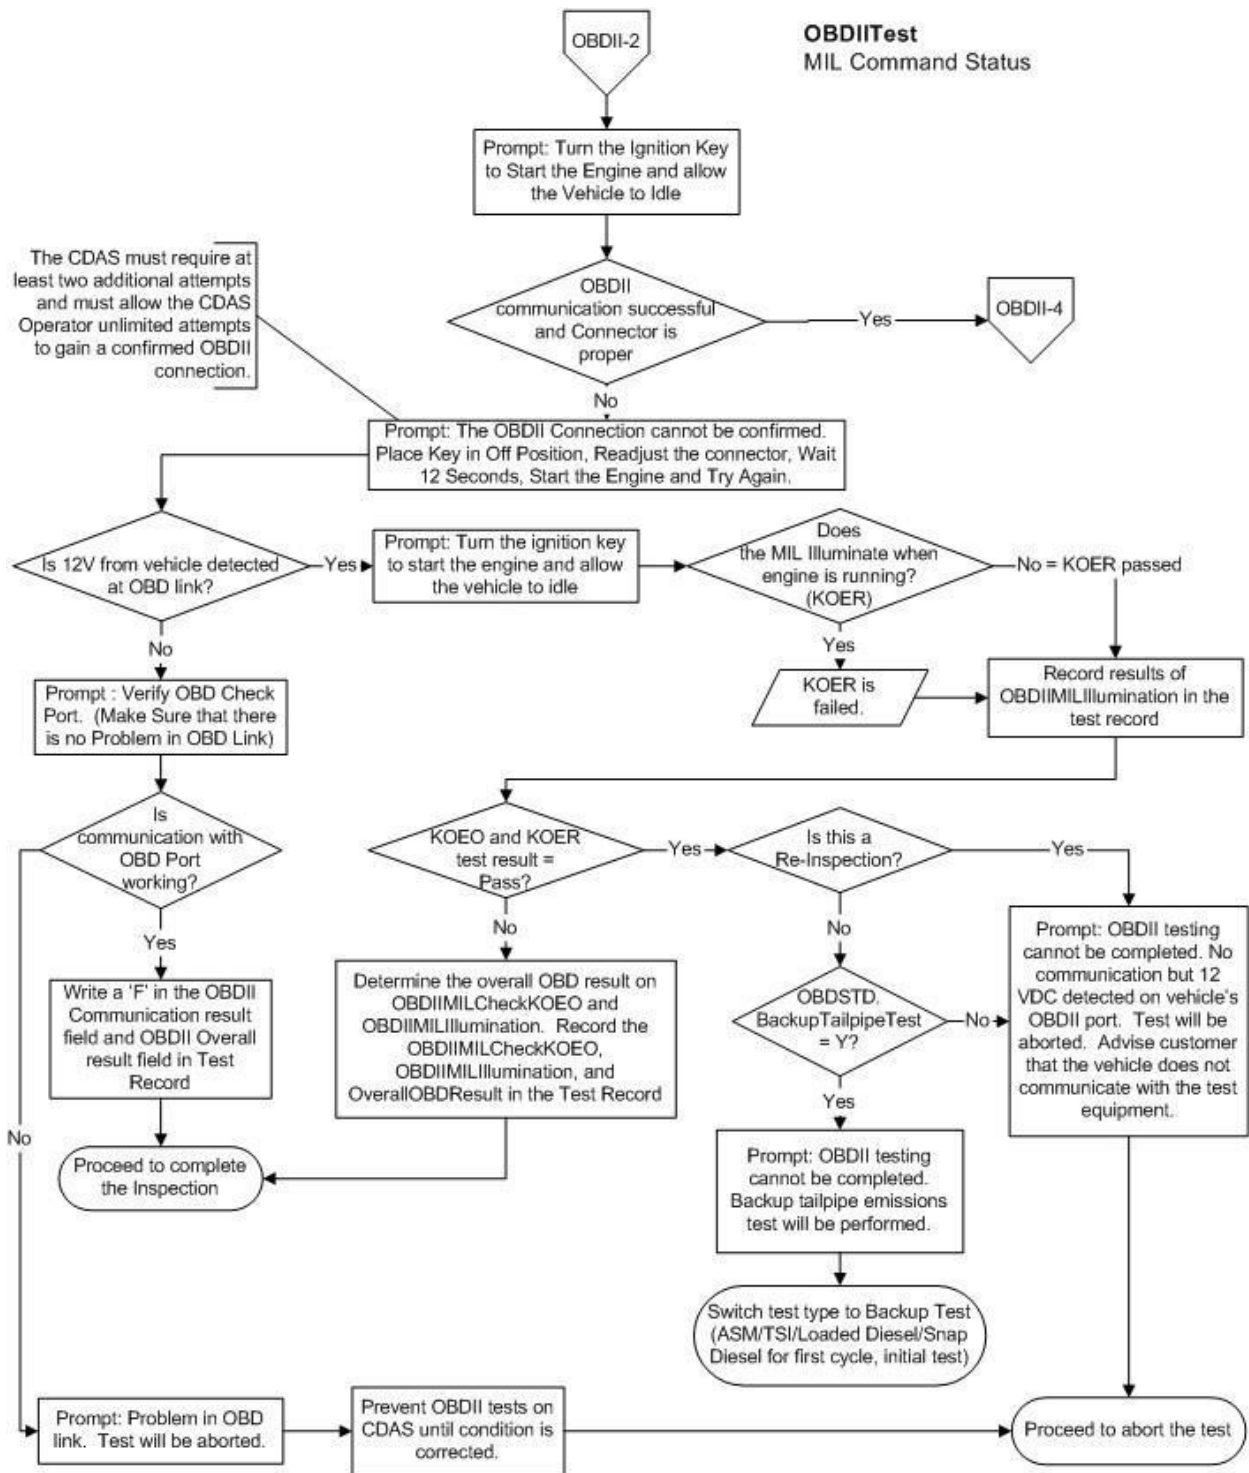 OBDII-2
OBDIITest
MIL Command Status
Prompt: Turn the Ignition Key
to Start the Engine and allow
the Vehicle to Idle
The CDAS must require at
least two additional attempts
and must allow the CDAS
Operator unlimited attempts
to gain a confirmed OBDII
connection.
OBDII
communication successful
and Connector is
proper
Yes
OBDII-4
No
Prompt: The OBDII Connection cannot be confirmed.
Place Key in Off Position, Readjust the connector, Wait
12 Seconds, Start the Engine and Try Again.
Is 12V from vehicle detected
at OBD link?
Yes
Prompt: Turn the ignition key
to start the engine and allow
the vehicle to idle
Does
the MIL Illuminate when
engine is running?
(KOER)
No = KOER passed
No
Yes
KOER is
failed.
Record results of
OBDIIMILIllumination in the
test record
Prompt : Verify OBD Check
Port. (Make Sure that there
is no Problem in OBD Link)
Is
communication with
OBD Port
working?
KOEO and KOER
test result =
Pass?
Yes
Is this a
Re-Inspection?
Yes
Yes
No
No
Write a 'F' in the OBDII
Communication result
field and OBDII Overall
result field in Test
Record
Determine the overall OBD result on
OBDIIMILCheckKOEO and
OBDIIMILIllumination. Record the
OBDIIMILCheckKOEO,
OBDIIMILIllumination, and
OverallOBDResult in the Test Record
OBDSTD.
BackupTailpipeTest
= Y?
No
Prompt: OBDII testing
cannot be completed. No
communication but 12
VDC detected on vehicle's
OBDII port. Test will be
aborted. Advise customer
that the vehicle does not
communicate with the test
equipment.
No
Yes
Proceed to complete
the Inspection
Prompt: OBDII testing
cannot be completed.
Backup tailpipe emissions
test will be performed.
Switch test type to Backup Test
(ASM/TSI/Loaded Diesel/Snap
Diesel for first cycle, initial test)
Prompt: Problem in OBD
link. Test will be aborted.
Prevent OBDII tests on
CDAS until condition is
corrected.
Proceed to abort the test